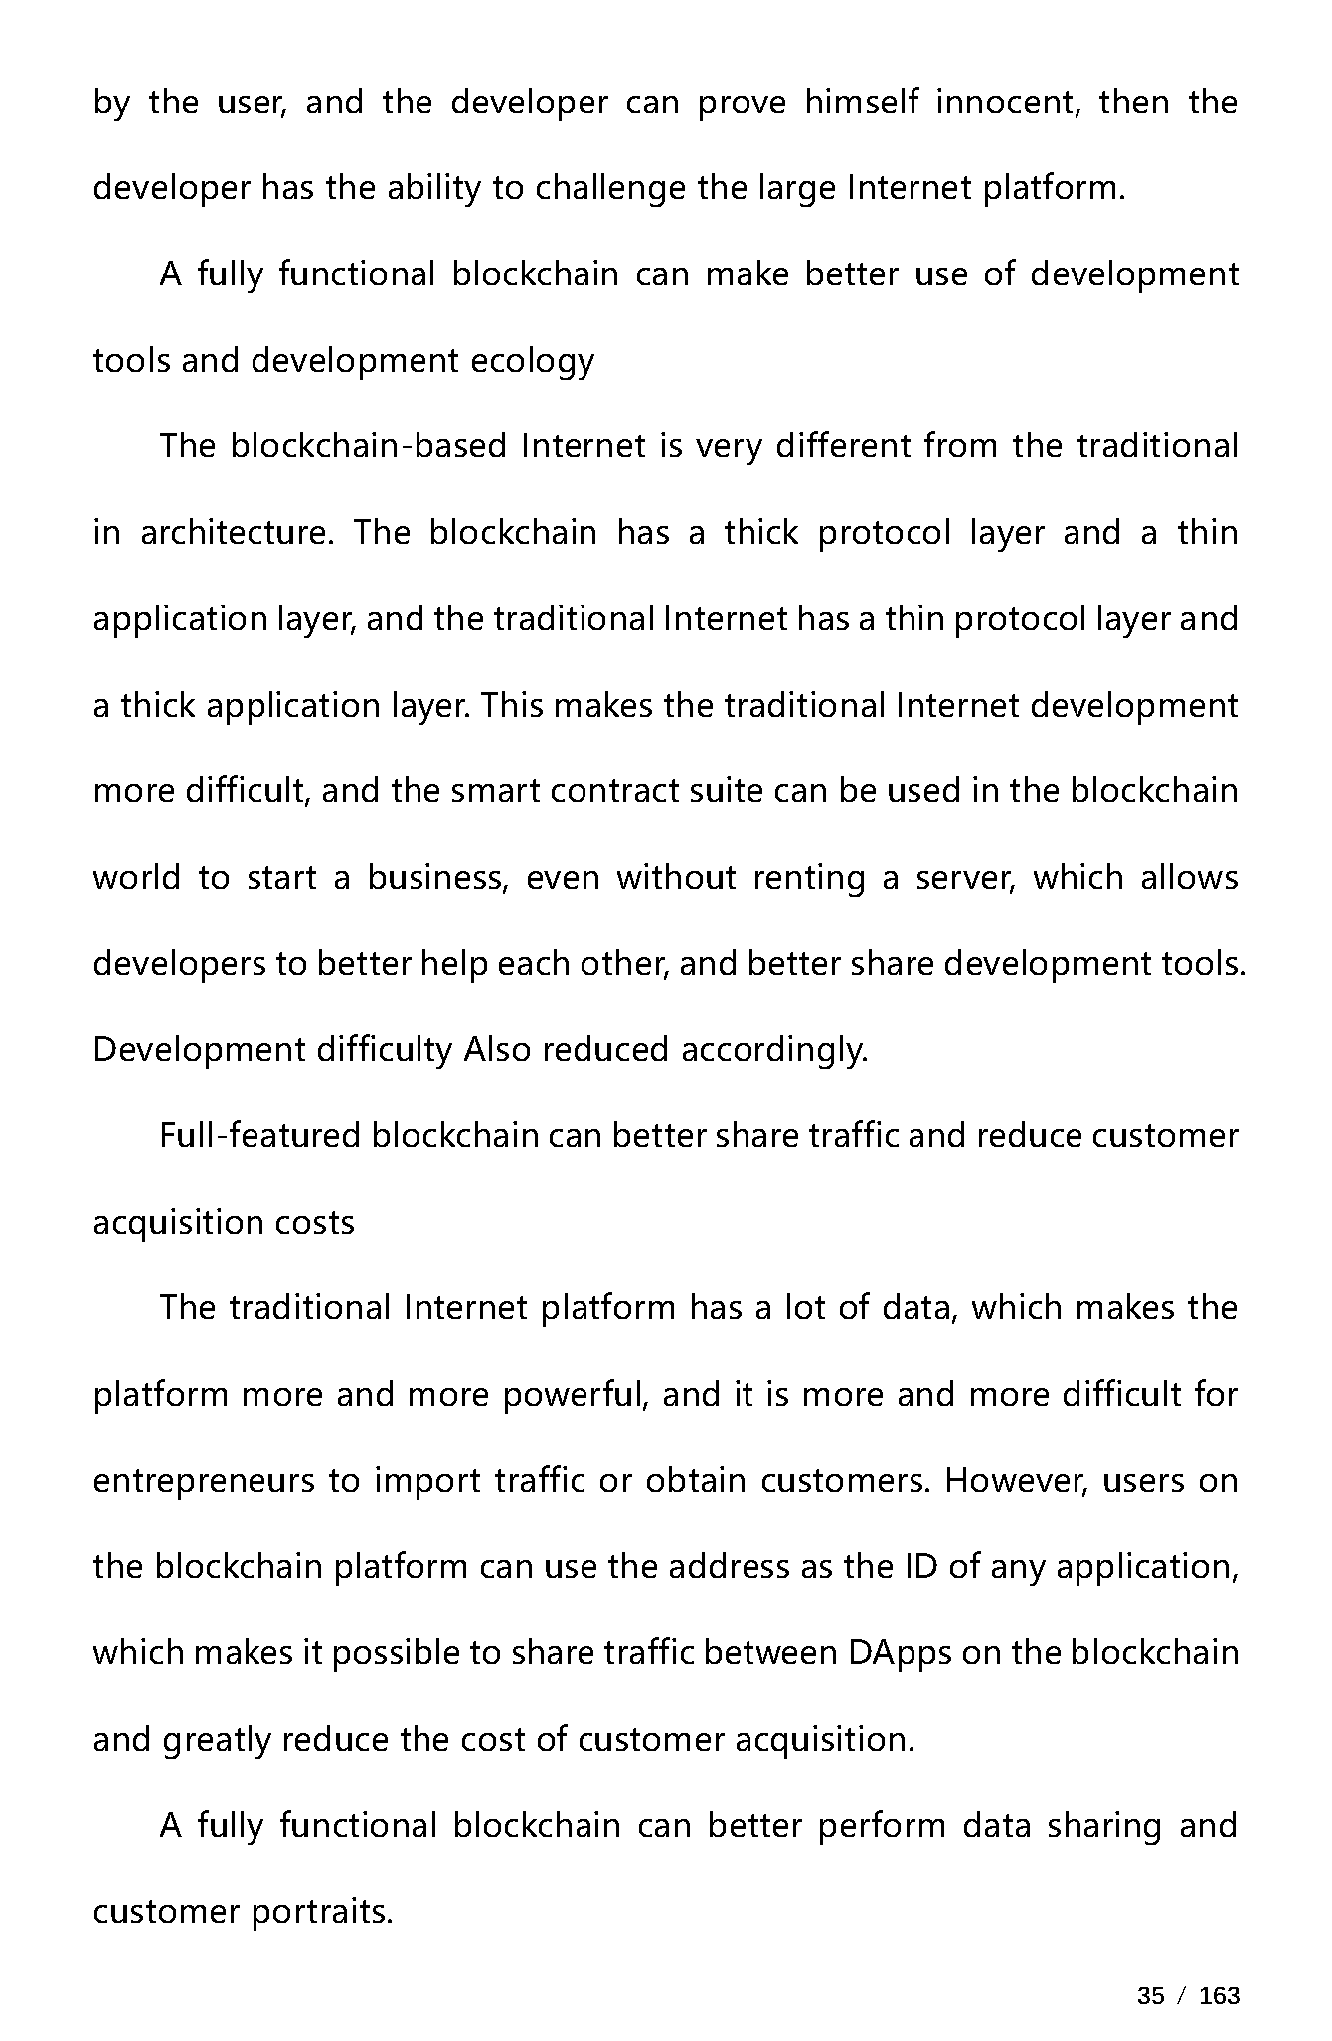 by the user, and the developer can prove himself innocent, then the
developer has the ability to challenge the large Internet platform.
A fully functional blockchain can make better use of development
tools and development ecology
The blockchain-based Internet is very different from the traditional
in architecture. The blockchain has a thick protocol layer and a thin
application layer, and the traditional Internet has a thin protocol layer and
a thick application layer. This makes the traditional Internet development
more difficult, and the smart contract suite can be used in the blockchain
world to start a business, even without renting a server, which allows
developers to better help each other, and better share development tools.
Development difficulty Also reduced accordingly.
Full-featured blockchain can better share traffic and reduce customer
acquisition costs
The traditional Internet platform has a lot of data, which makes the
platform more and more powerful, and it is more and more difficult for
entrepreneurs to import traffic or obtain customers. However, users on
the blockchain platform can use the address as the ID of any application,
which makes it possible to share traffic between DApps on the blockchain
and greatly reduce the cost of customer acquisition.
A fully functional blockchain can better perform data sharing and
customer portraits.
35 / 163